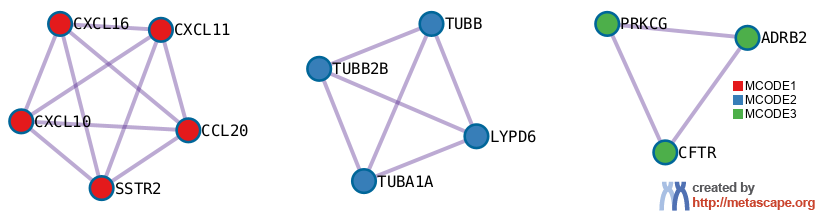 CXCL16
CXCL11
CXCL10
CCL20
SSTR2
TUBB
TUBB2B
LYPD6
TUBA1A
PRKCG
ADRB2
CFTR
MCODE1
MCODE2
MCODE3
created by
http://metascape.org